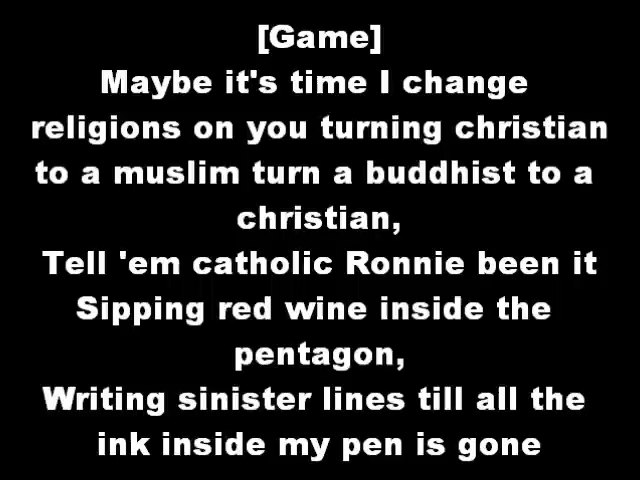 [Game]
Maybe it's time I change
religions on you turning christian
to a muslim turn a buddhist to a
christian,
Tell 'em catholic Ronnie been it
Sipping red wine inside the
pentagon,
Writing sinister lines till all the
ink inside my pen is gone